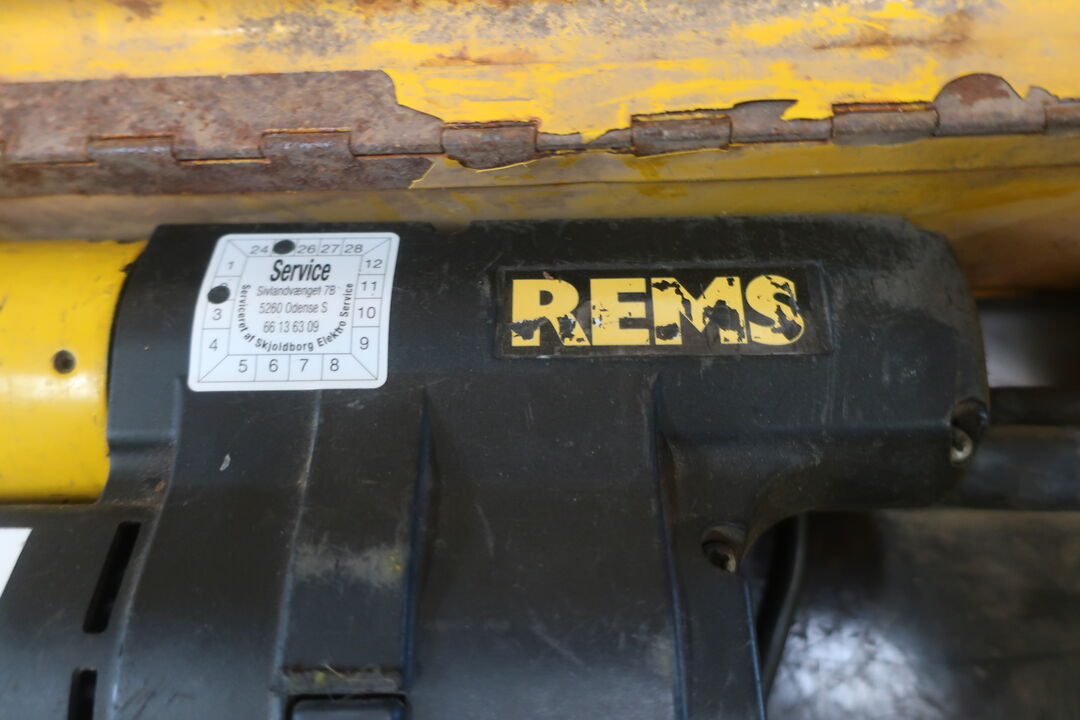 24 26 27 28
1 12
11
3 10
4 9
5 6 7 8
Service
Sivlandvænget 7B
5260 Odense S
66 13 63 09
Serviceret af Skjoldborg Elektro Service
REMS